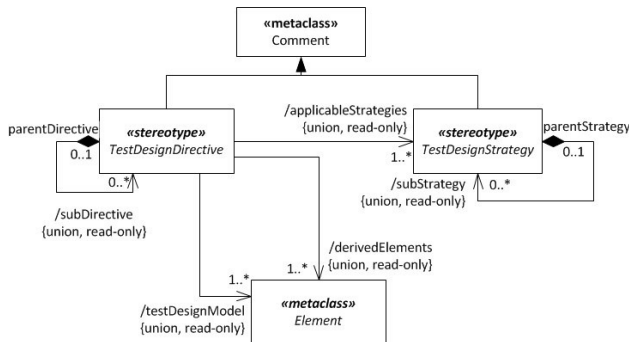 «metaclass»
Comment
/applicableStrategies
{union, read-only}
parentDirective
«stereotype»
TestDesignDirective
«stereotype»
TestDesignStrategy
parentStrategy
0..1
1..*
0..1
0..*
/subStrategy
0..*
{union, read-only}
/subDirective
{union, read-only}
/derivedElements
1..*
{union, read-only}
1..*
/testDesignModel
{union, read-only}
«metaclass»
Element